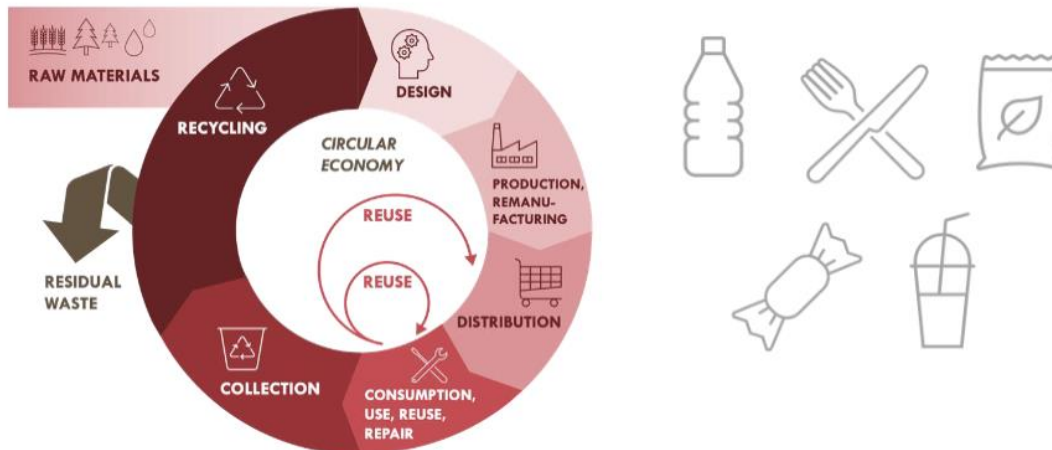 RAW MATERIALS
RECYCLING
DESIGN
CIRCULAR
ECONOMY
PRODUCTION,
REMANU-
FACTURING
REUSE
REUSE
DISTRIBUTION
RESIDUAL
WASTE
COLLECTION
CONSUMPTION,
USE, REUSE,
REPAIR